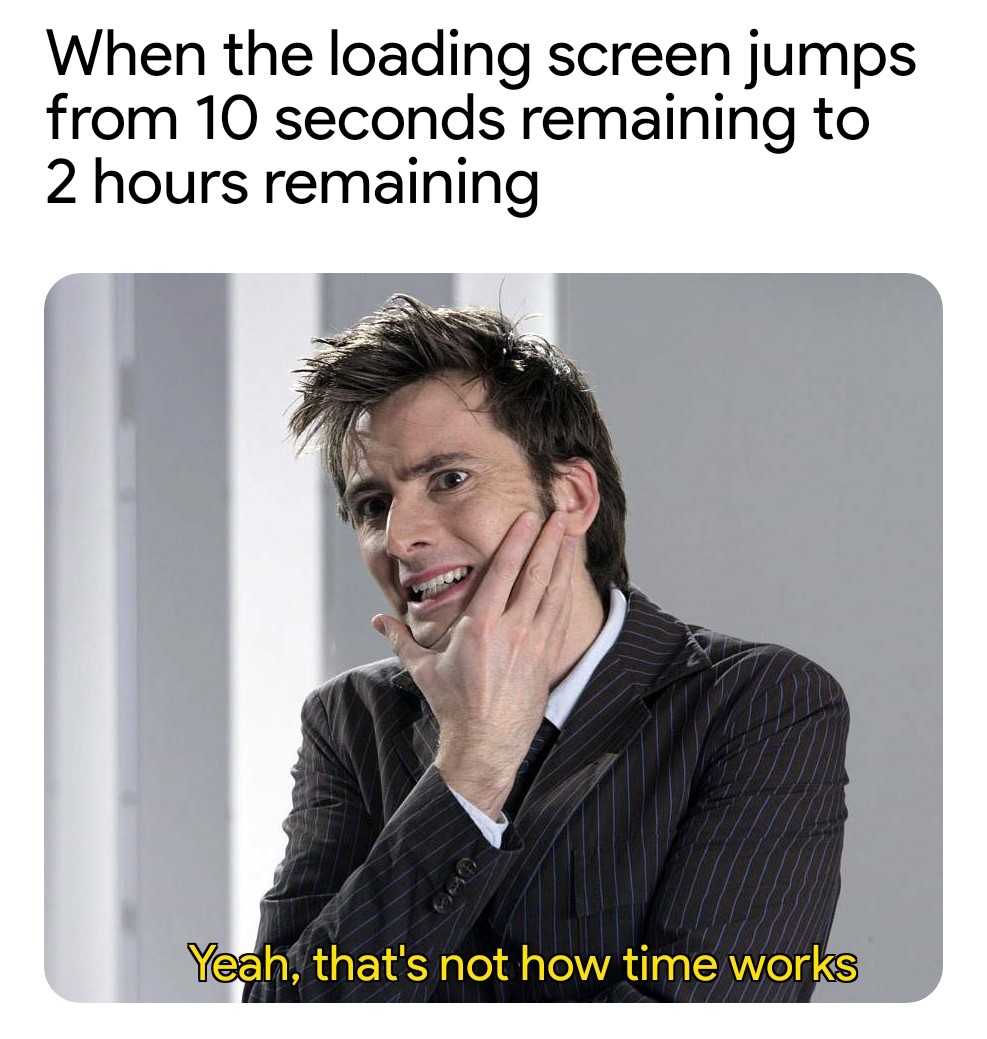 When the loading screen jumps
from 10 seconds remaining to
2 hours remaining
Yeah, that's not how time works